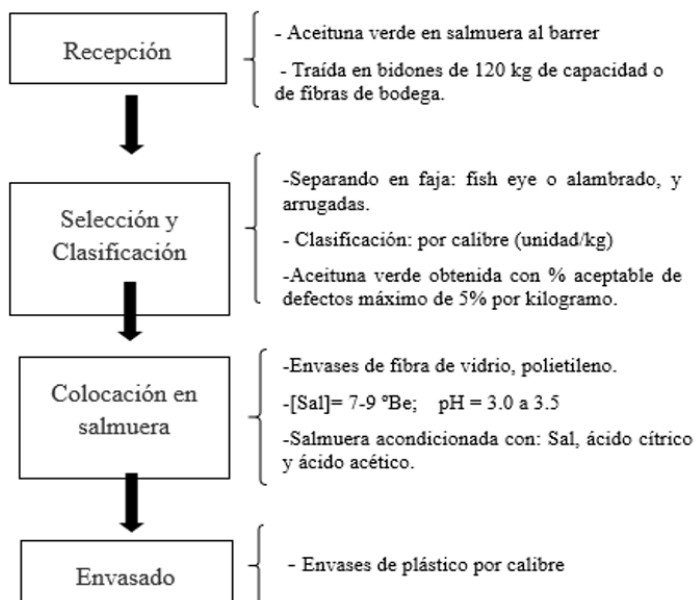 Recepción
- Aceituna verde en salmuera al barrer
- Traída en bidones de 120 kg de capacidad o
de fibras de bodega.
Selección y
Clasificación
-Separando en faja: fish eye o alambrado, y
arrugadas.
- Clasificación: por calibre (unidad/kg)
-Aceituna verde obtenida con % aceptable de
defectos máximo de 5% por kilogramo.
Colocación en
salmuera
-Envases de fibra de vidrio, polietileno.
-[Sal]= 7-9 °Be; pH = 3.0 a 3.5
-Salmuera acondicionada con: Sal, ácido cítrico
y ácido acético.
Envasado
- Envases de plástico por calibre